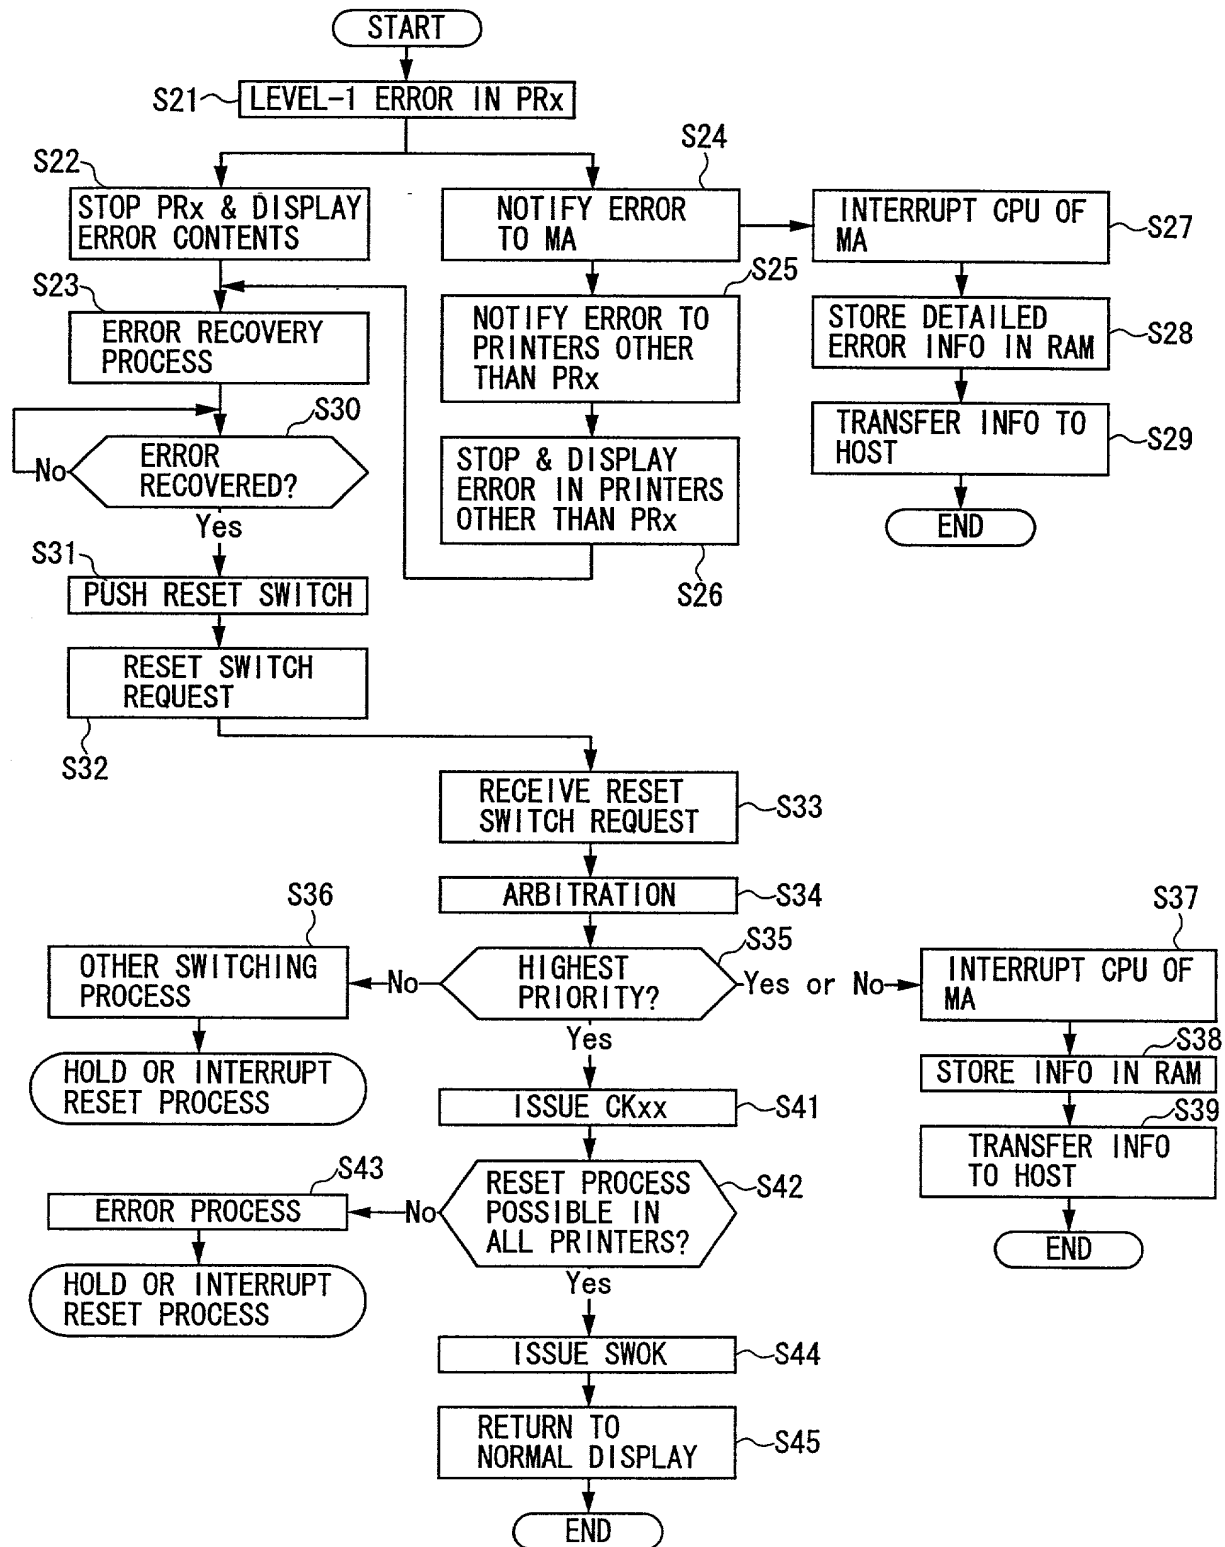 START
S21
LEVEL-1 ERROR IN PRx
S22
STOP PRx & DISPLAY
ERROR CONTENTS
S24
NOTIFY ERROR
TO MA
INTERRUPT CPU OF
MA
S27
S23
ERROR RECOVERY
PROCESS
S25
NOTIFY ERROR TO
PRINTERS OTHER
THAN PRx
STORE DETAILED
ERROR INFO IN RAM
S28
S30
ERROR
RECOVERED?
No
Yes
STOP & DISPLAY
ERROR IN PRINTERS
OTHER THAN PRx
S26
TRANSFER INFO TO
HOST
S29
END
S31
PUSH RESET SWITCH
RESET SWITCH
REQUEST
S32
RECEIVE RESET
SWITCH REQUEST
S33
ARBITRATION
S34
S35
HIGHEST
PRIORITY?
No
Yes
Yes or No
S36
OTHER SWITCHING
PROCESS
HOLD OR INTERRUPT
RESET PROCESS
S37
INTERRUPT CPU OF
MA
S38
STORE INFO IN RAM
S39
TRANSFER INFO
TO HOST
END
ISSUE CKxx
S41
RESET PROCESS
POSSIBLE IN
ALL PRINTERS?
S42
No
Yes
S43
ERROR PROCESS
HOLD OR INTERRUPT
RESET PROCESS
ISSUE SWOK
S44
RETURN TO
NORMAL DISPLAY
S45
END